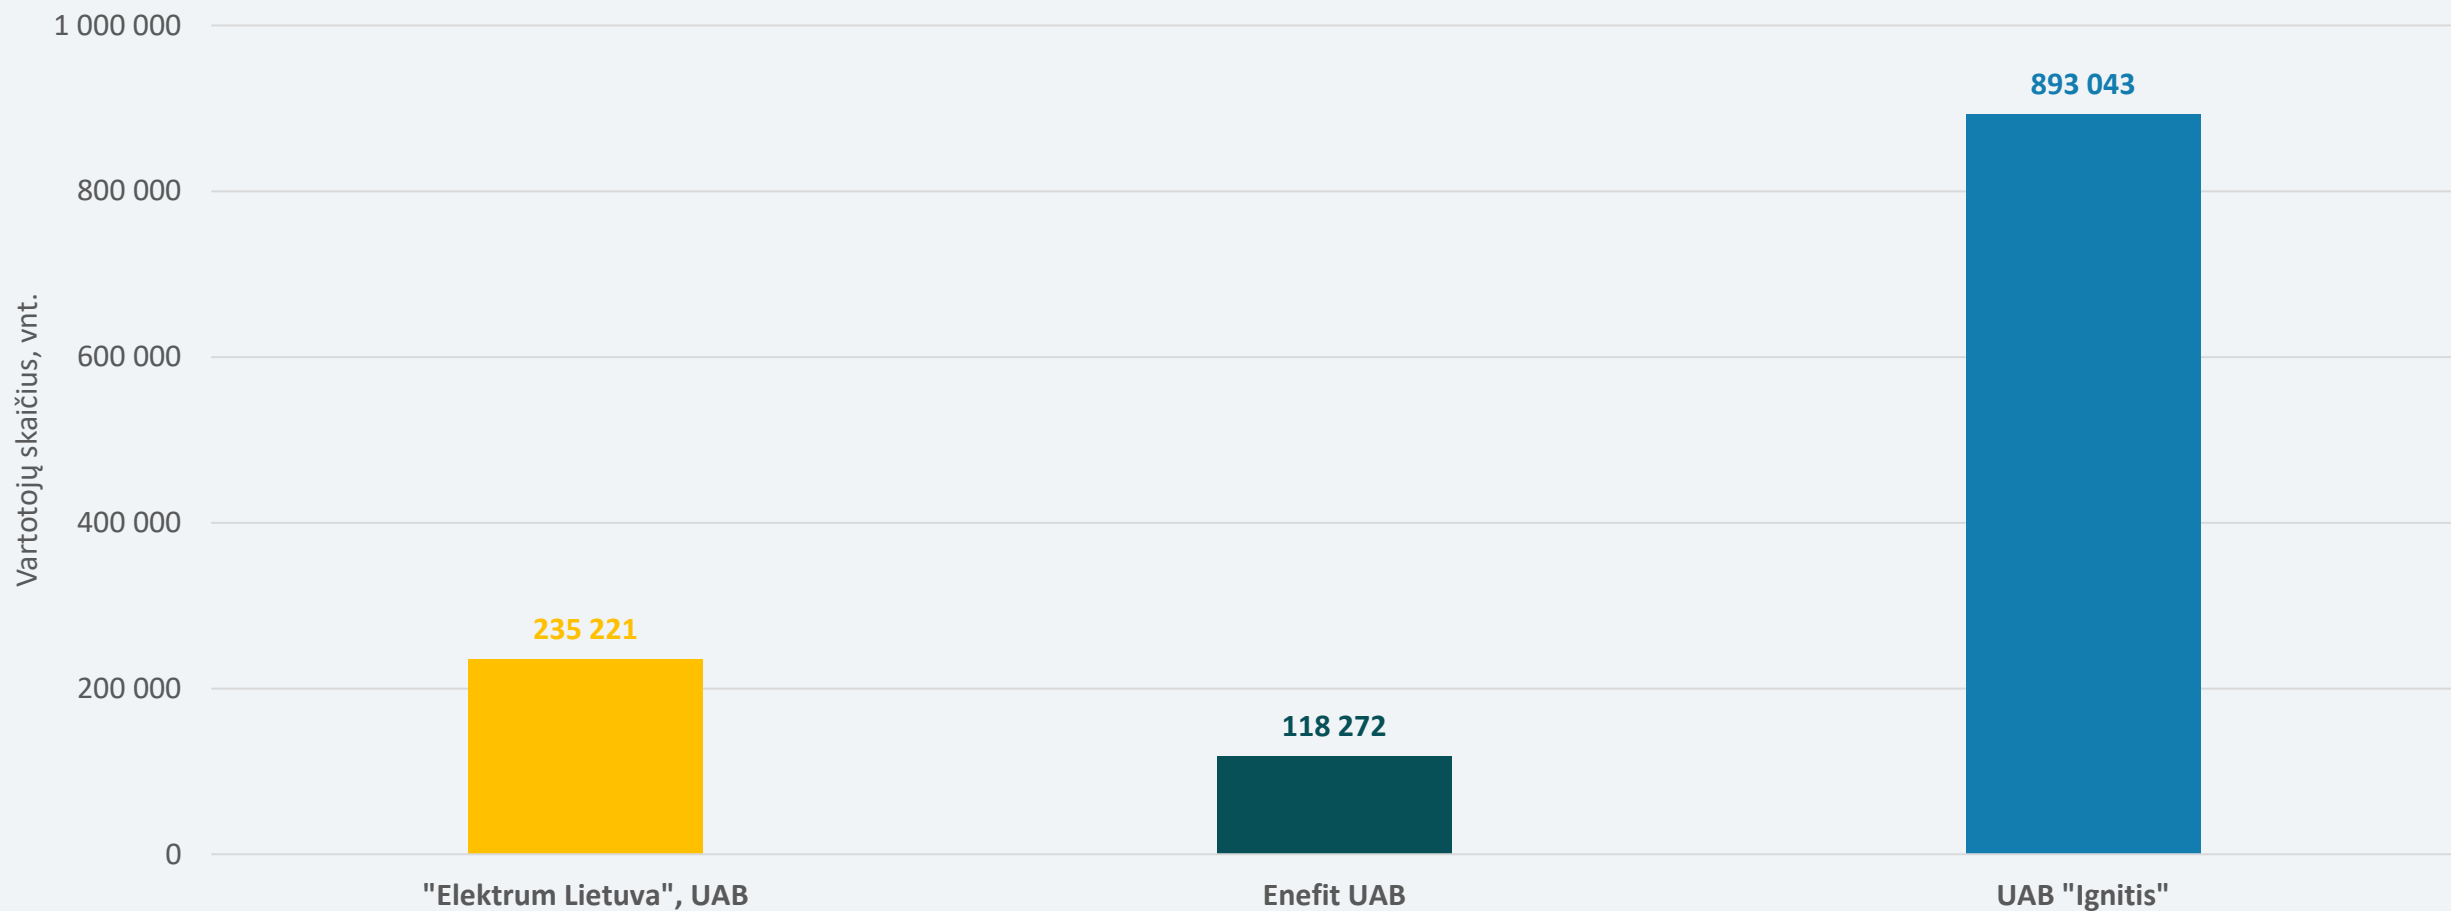 Vartotojų skaičius, vnt.
1 000 000
800 000
600 000
400 000
200 000
0
893 043
235 221
118 272
"Elektrum Lietuva", UAB
Enefit UAB
UAB "Ignitis"